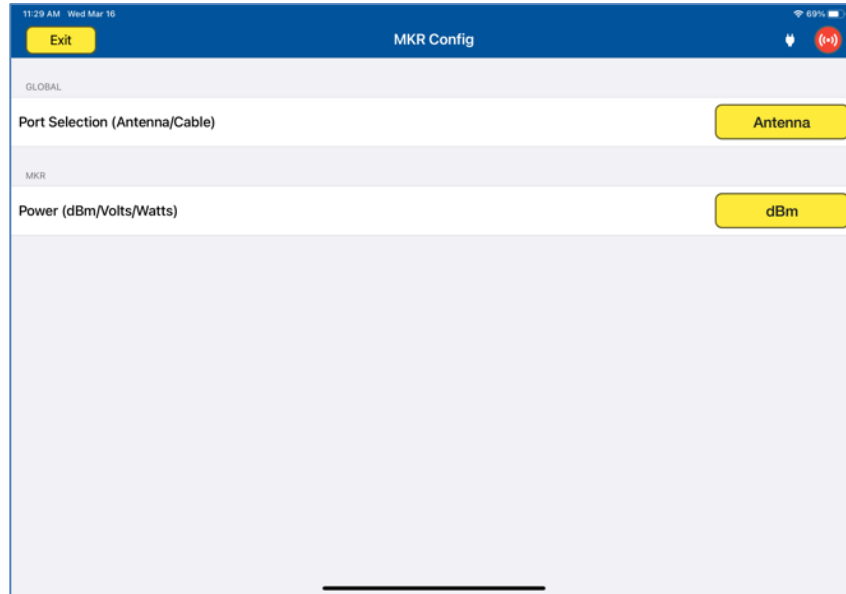 11:29 AM Wed Mar 16
69%
Exit
MKR Config
GLOBAL
Port Selection (Antenna/Cable)
Antenna
MKR
Power (dBm/Volts/Watts)
dBm